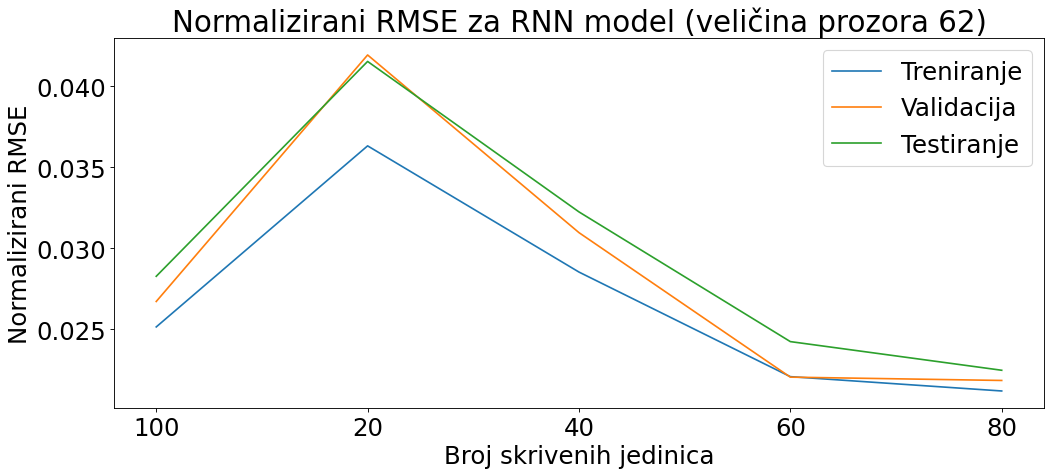 Normalizirani RMSE za RNN model (veličina prozora 62)
Treniranje
Validacija
Testiranje
Normalizirani RMSE
0.040
0.035
0.030
0.025
100 20 40 60 80
Broj skrivenih jedinica